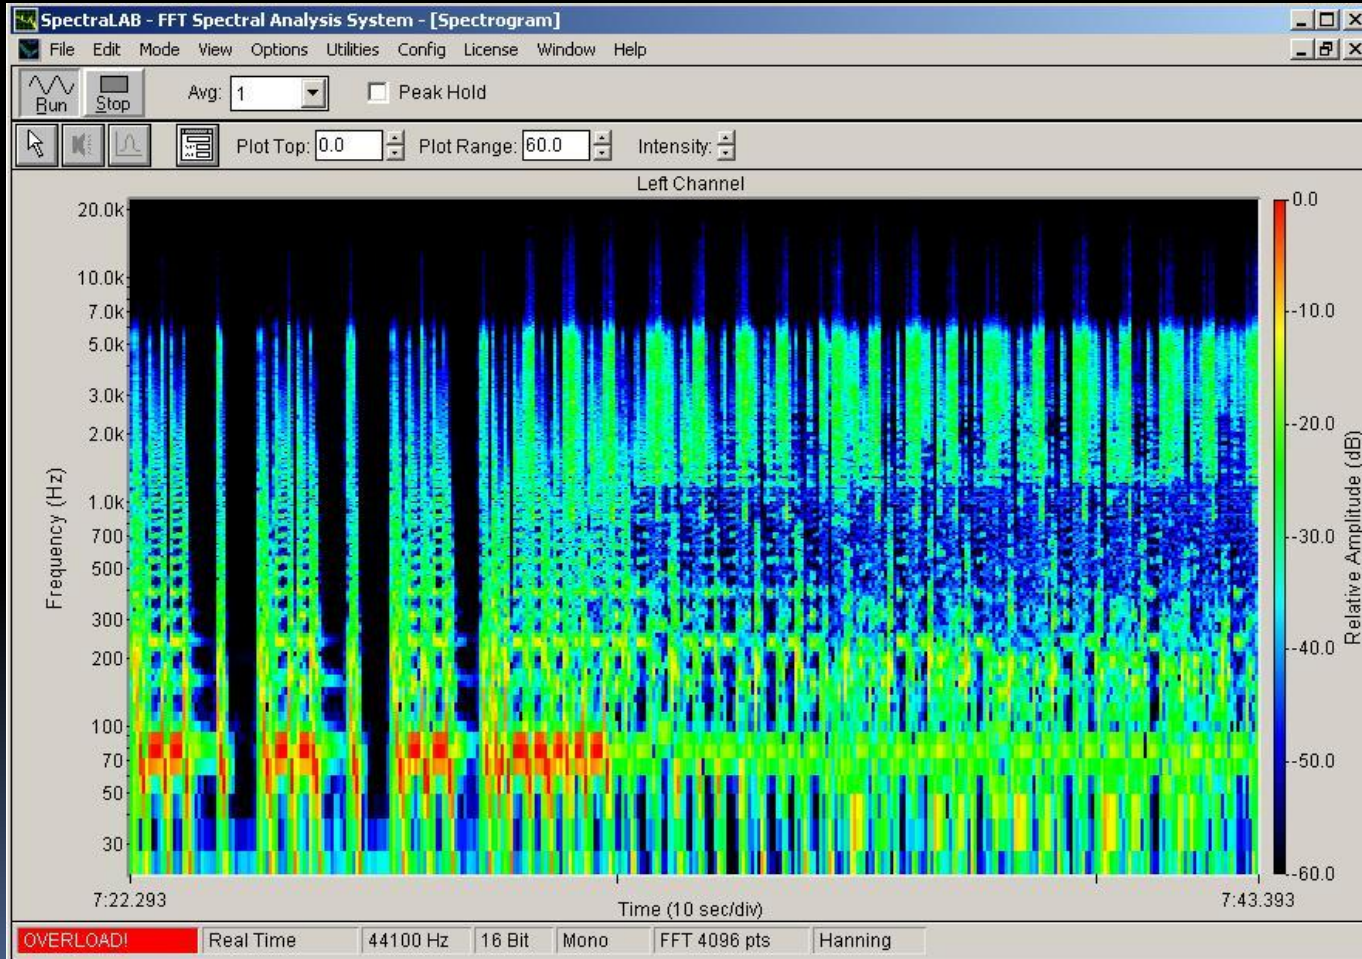 SpectraLAB - FFT Spectral Analysis System - [Spectrogram]
File Edit Mode View Options Utilities Config License Window Help
Run Stop Avg: 1 Peak Hold
Plot Top: 0.0 Plot Range: 60.0 Intensity:
Left Channel
20.0k
10.0k
7.0k
5.0k
3.0k
2.0k
1.0k
700
500
300
200
100
70
50
30
Frequency (Hz)
0.0
-10.0
-20.0
-30.0
-40.0
-50.0
-60.0
Relative Amplitude (dB)
7:22.293 Time (10 sec/div) 7:43.393
OVERLOAD! Real Time 44100 Hz 16 Bit Mono FFT 4096 pts Hanning